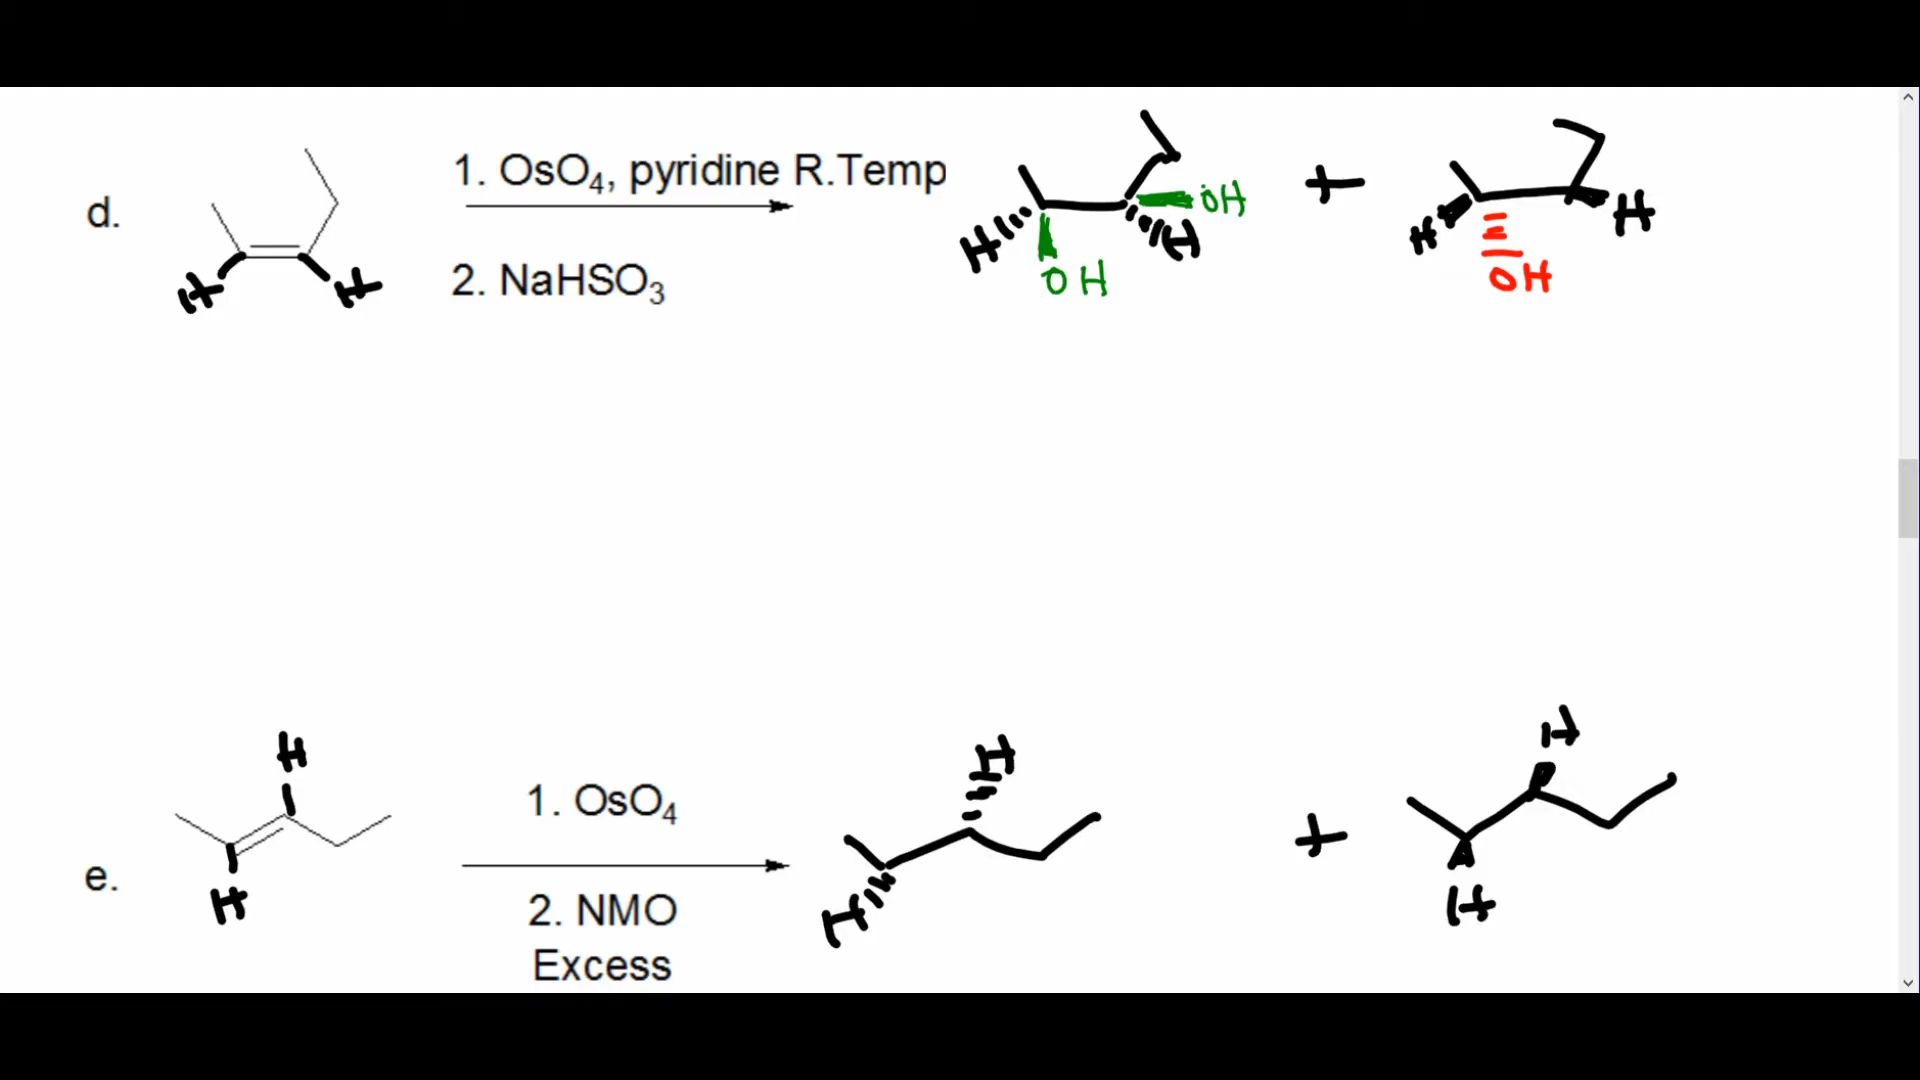 d.
1. OsO₄, pyridine R.Temp
2. NaHSO₃
H
H
H
OH
OH
H
+
H
OH
H
e.
H
H
1. OsO₄
2. NMO
Excess
H
H
+
H
H